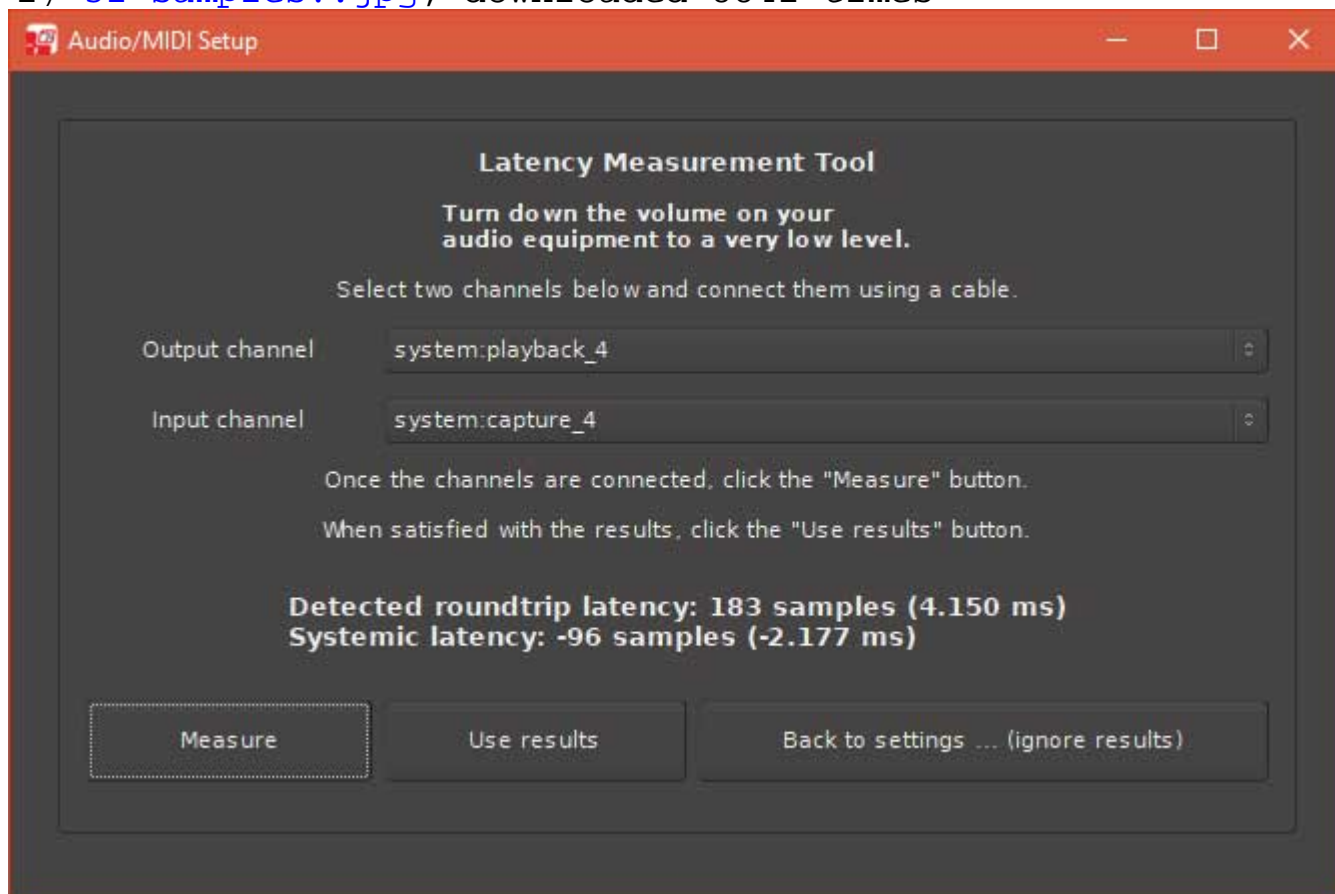 Audio/MIDI Setup
Latency Measurement Tool
Turn down the volume on your
audio equipment to a very low level.
Select two channels below and connect them using a cable.
Output channel system:playback_4
Input channel system:capture_4
Once the channels are connected, click the "Measure" button.
When satisfied with the results, click the "Use results" button.
Detected roundtrip latency: 183 samples (4.150 ms)
Systemic latency: -96 samples (-2.177 ms)
Measure Use results Back to settings ... (ignore results)